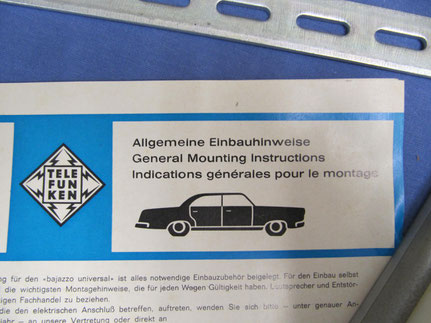 TELE
FUN
KEN
Allgemeine Einbauhinweise
General Mounting Instructions
Indications générales pour le montage
ng für den «bajazzo universal» ist alles notwendige Einbauzubehör beigelegt. Für den Einbau selbst
die wichtigsten Montagehinweise, die für jeden Wagen Gültigkeit haben. Lautsprecher und Entstör-
igen Fachhandel zu beziehen.
die den elektrischen Anschluß betreffen, auftreten, wenden Sie sich bitte – unter genauer An-
jahr – an unsere Vertretung oder direkt an